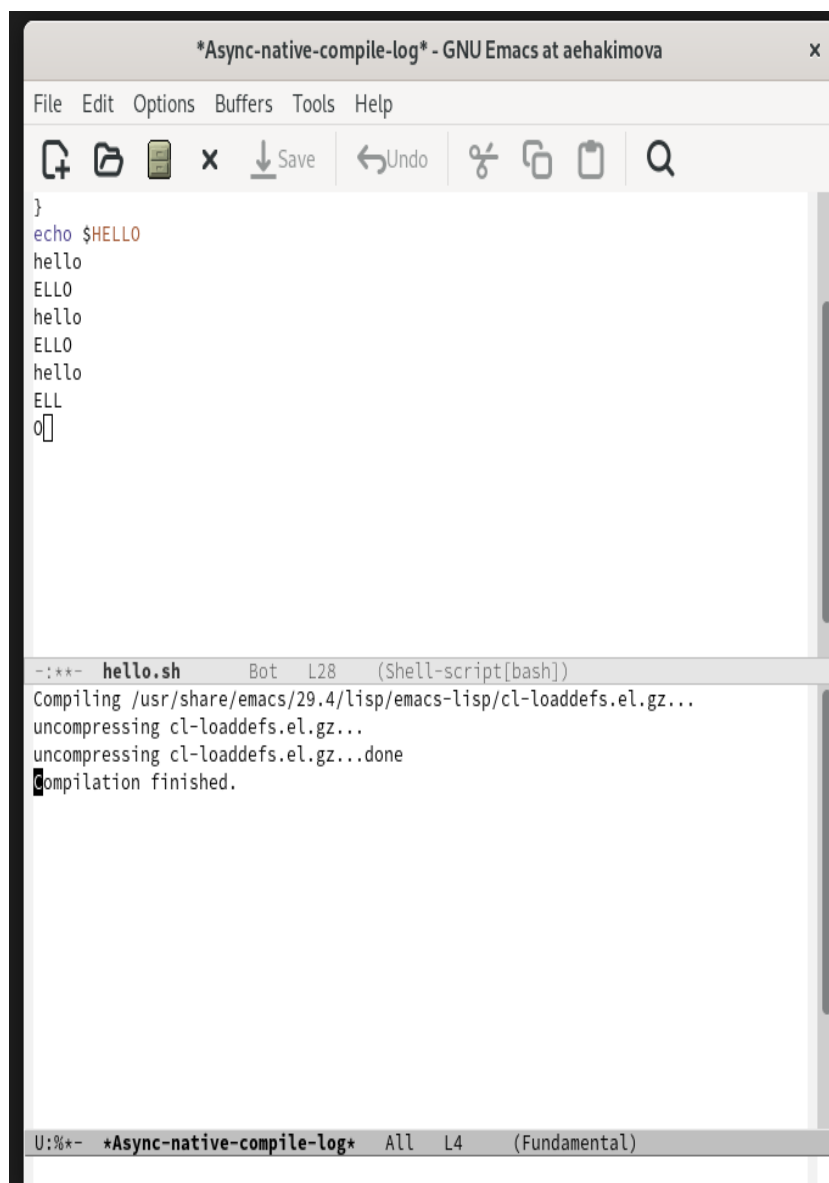 *Async-native-compile-log* - GNU Emacs at aehakimova
File Edit Options Buffers Tools Help
Save Undo
}
echo $HELLO
hello
ELLO
hello
ELLO
hello
ELL
O
-:**- hello.sh Bot L28 (Shell-script[bash])
Compiling /usr/share/emacs/29.4/lisp/emacs-lisp/cl-loaddefs.el.gz...
uncompressing cl-loaddefs.el.gz...
uncompressing cl-loaddefs.el.gz...done
Compilation finished.
U:%*- *Async-native-compile-log* All L4 (Fundamental)